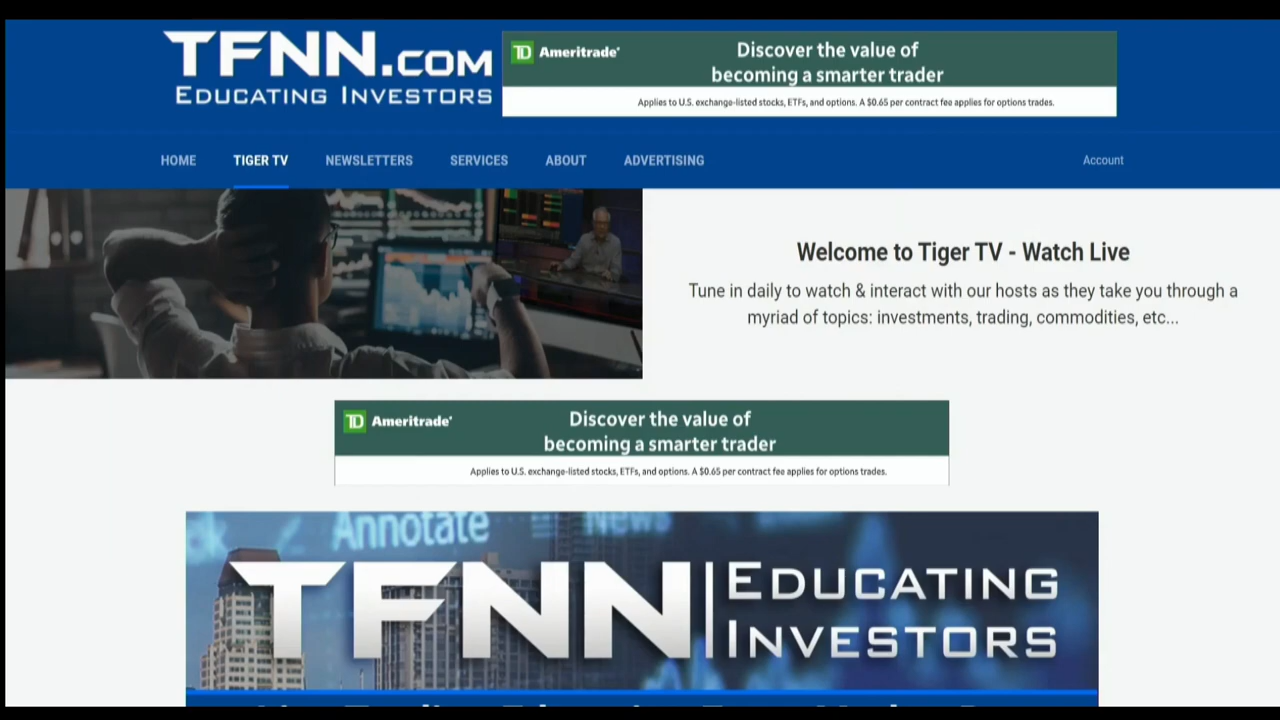 TFNN.COM
EDUCATING INVESTORS
TD Ameritrade
Discover the value of
becoming a smarter trader
Applies to U.S. exchange-listed stocks, ETFs, and options. A $0.65 per contract fee applies for options trades.
HOME TIGER TV NEWSLETTERS SERVICES ABOUT ADVERTISING Account
Welcome to Tiger TV - Watch Live
Tune in daily to watch & interact with our hosts as they take you through a
myriad of topics: investments, trading, commodities, etc...
TD Ameritrade
Discover the value of
becoming a smarter trader
Applies to U.S. exchange-listed stocks, ETFs, and options. A $0.65 per contract fee applies for options trades.
Annotate News
TFNN EDUCATING
INVESTORS